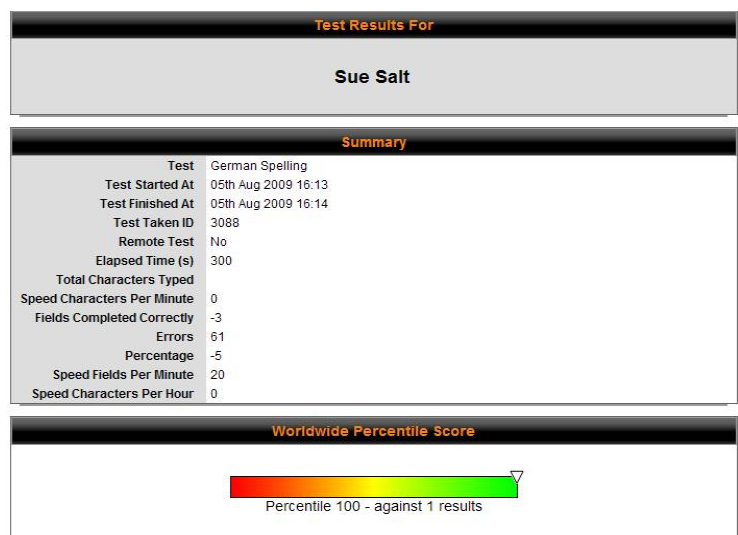 Test Results For
Sue Salt
Summary
Test German Spelling
Test Started At 05th Aug 2009 16:13
Test Finished At 05th Aug 2009 16:14
Test Taken ID 3088
Remote Test No
Elapsed Time (s) 300
Total Characters Typed
Speed Characters Per Minute 0
Fields Completed Correctly -3
Errors 61
Percentage -5
Speed Fields Per Minute 20
Speed Characters Per Hour 0
Worldwide Percentile Score
Percentile 100 - against 1 results